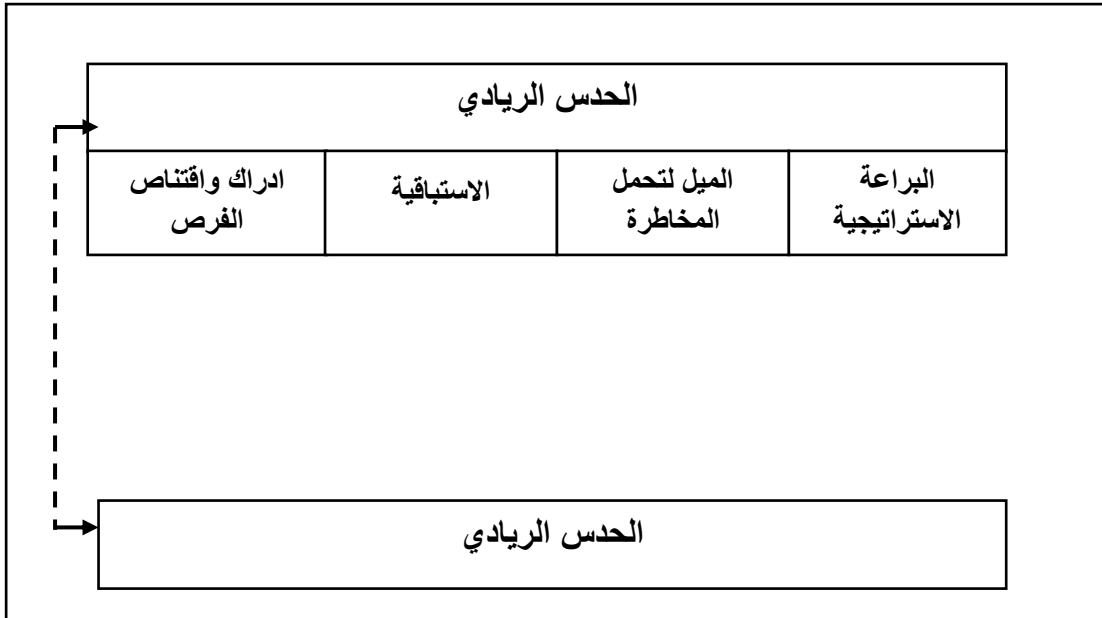 الحدس الريادي
البراعة
الاستراتيجية
الميل لتحمل
المخاطرة
الاستباقية
ادراك واقتناص
الفرص
الحدس الريادي